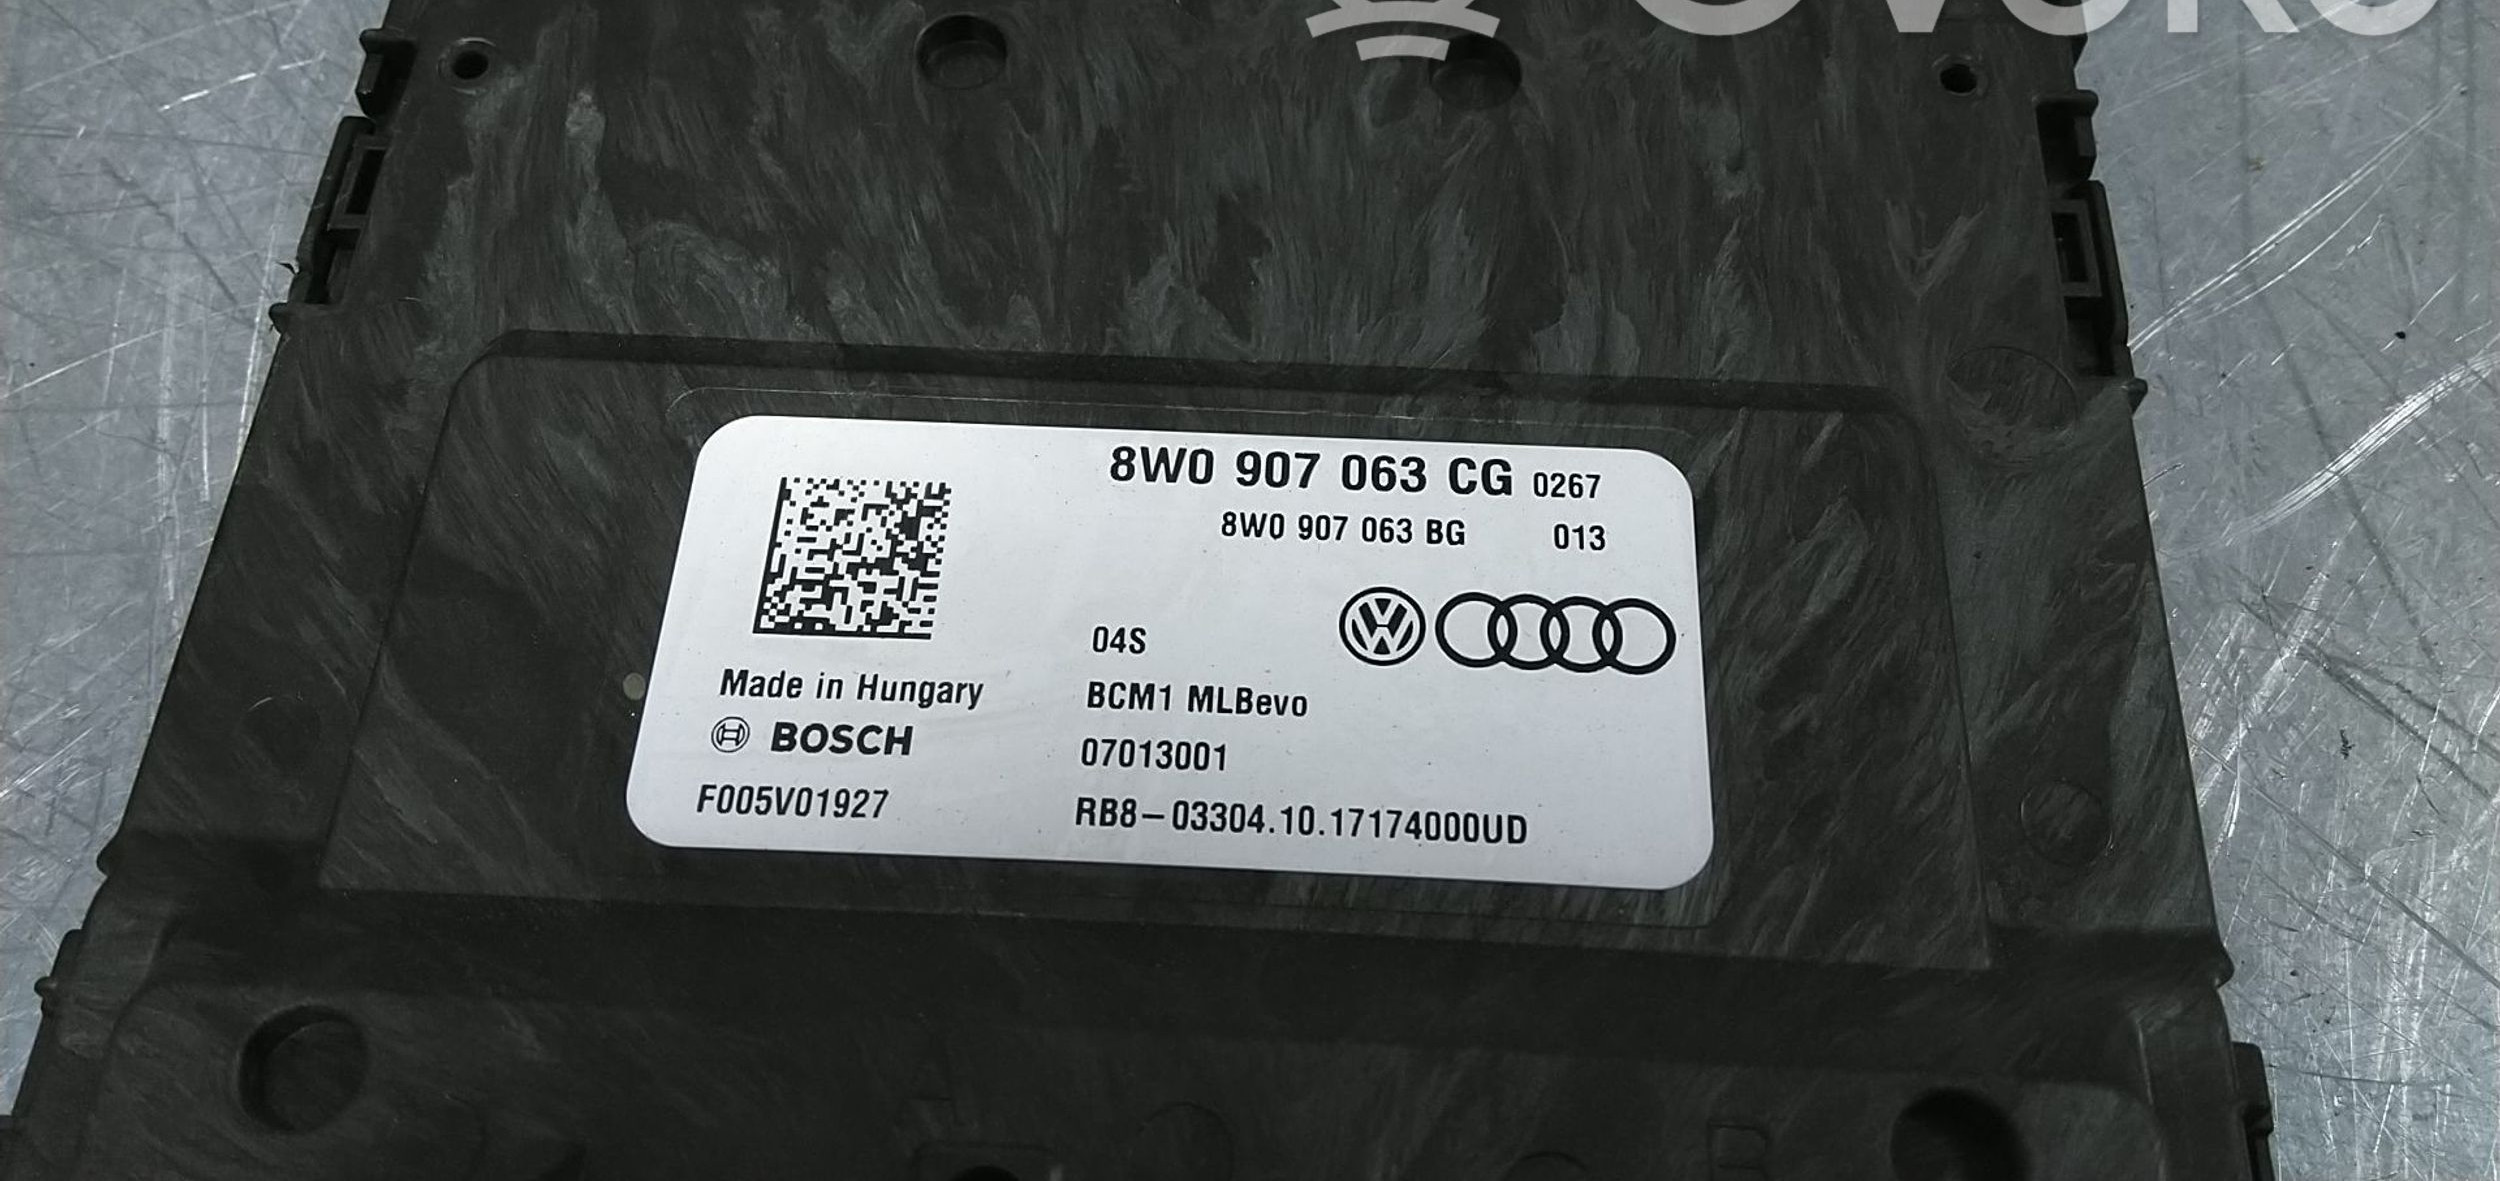 8W0 907 063 CG 0267
8W0 907 063 BG 013
04S
Made in Hungary
BCM1 MLBevo
BOSCH
07013001
F005V01927
RB8-03304.10.17174000UD